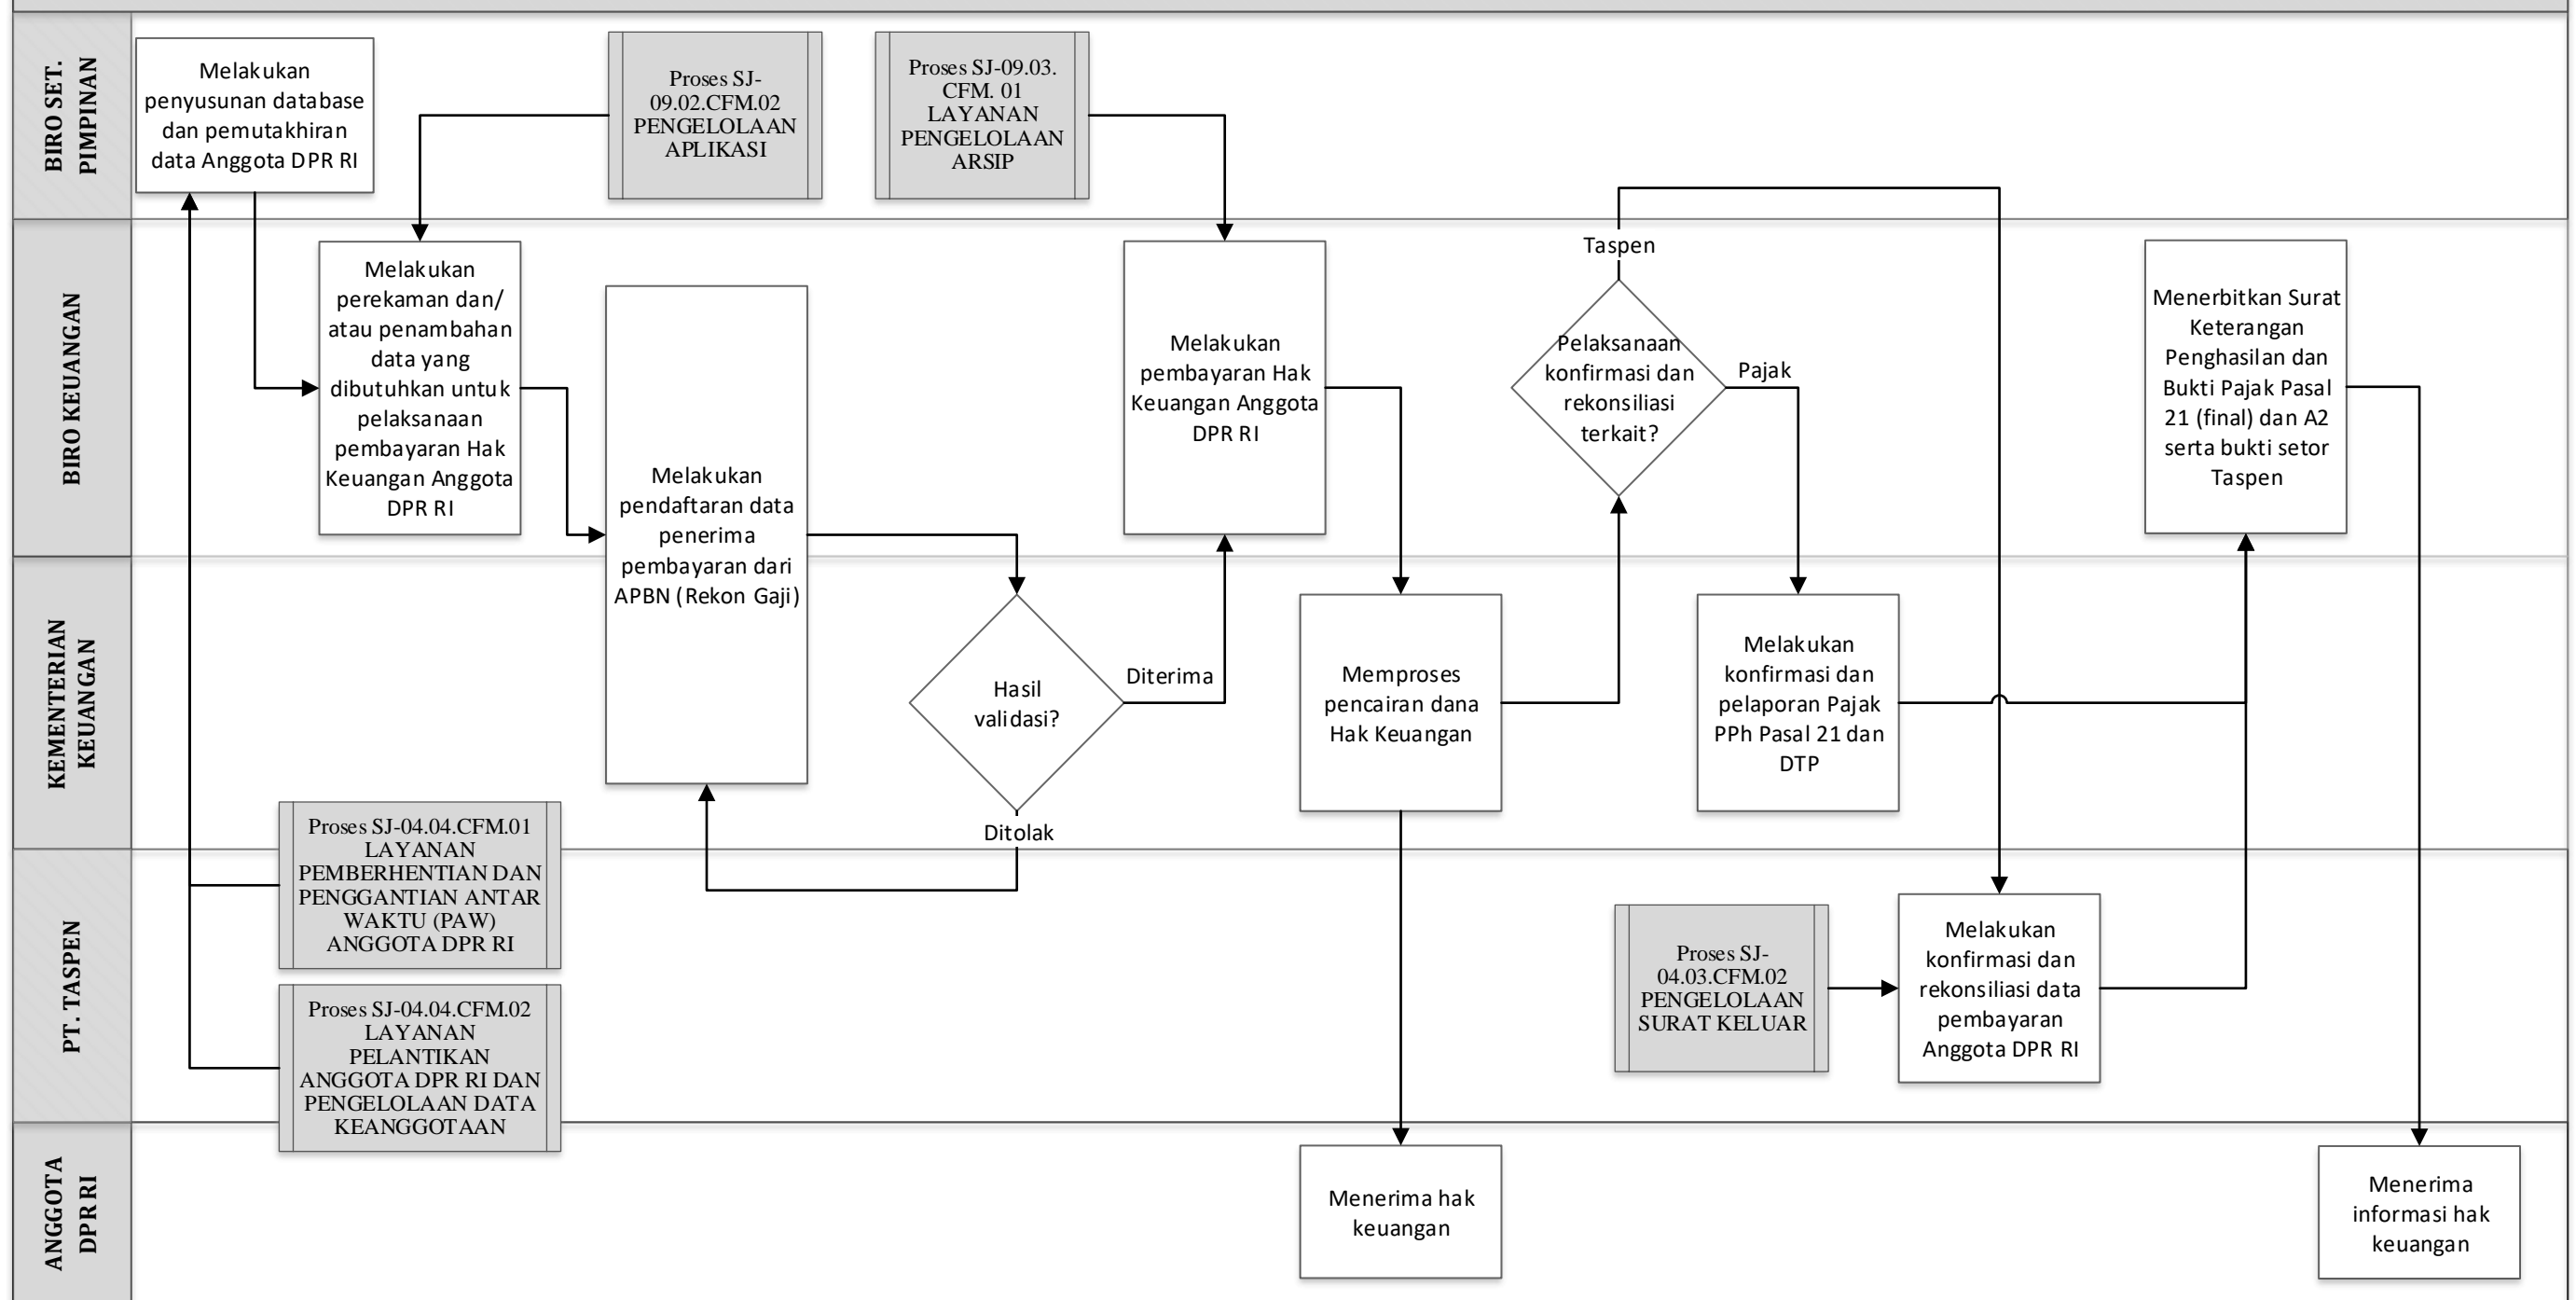 BIRO SET.
PIMPINAN
Melakukan
penyusunan database
dan pemutakhiran
data Anggota DPR RI
Proses SJ-
09.02.CFM.02
PENGELOLAAN
APLIKASI
Proses SJ-09.03.
CFM. 01
LAYANAN
PENGELOLAAN
ARSIP
BIRO KEUANGAN
Melakukan
perekaman dan/
atau penambahan
data yang
dibutuhkan untuk
pelaksanaan
pembayaran Hak
Keuangan Anggota
DPR RI
Melakukan
pendaftaran data
penerima
pembayaran dari
APBN (Rekon Gaji)
Melakukan
pembayaran Hak
Keuangan Anggota
DPR RI
Taspen
Pelaksanaan
konfirmasi dan
rekonsiliasi
terkait?
Pajak
Menerbitkan Surat
Keterangan
Penghasilan dan
Bukti Pajak Pasal
21 (final) dan A2
serta bukti setor
Taspen
KEMENTERIAN
KEUANGAN
Hasil
validasi?
Diterima
Ditolak
Memproses
pencairan dana
Hak Keuangan
Melakukan
konfirmasi dan
pelaporan Pajak
PPh Pasal 21 dan
DTP
PT. TASPEN
Proses SJ-04.04.CFM.01
LAYANAN
PEMBERHENTIAN DAN
PENGGANTIAN ANTAR
WAKTU (PAW)
ANGGOTA DPR RI
Proses SJ-04.04.CFM.02
LAYANAN
PELANTIKAN
ANGGOTA DPR RI DAN
PENGELOLAAN DATA
KEANGGOTAAN
Proses SJ-
04.03.CFM.02
PENGELOLAAN
SURAT KELUAR
Melakukan
konfirmasi dan
rekonsiliasi data
pembayaran
Anggota DPR RI
ANGGOTA
DPR RI
Menerima hak
keuangan
Menerima
informasi hak
keuangan